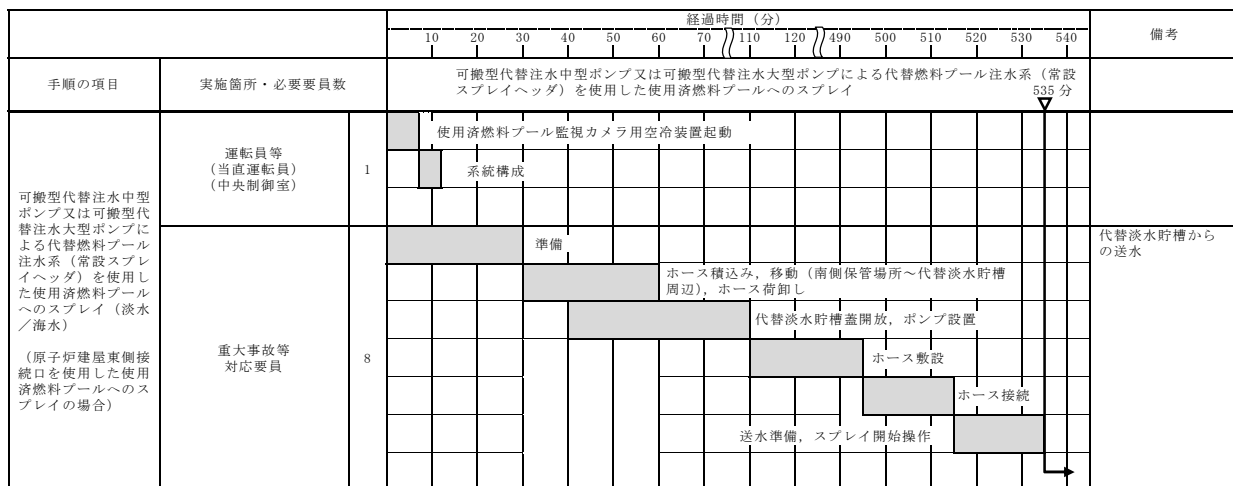 経過時間（分）
備考
10 20 30 40 50 60 70 110 120 490 500 510 520 530 540
手順の項目
実施箇所・必要要員数
可搬型代替注水中型ポンプ又は可搬型代替注水大型ポンプによる代替燃料プール注水系（常設
スプレイヘッダ）を使用した使用済燃料プールへのスプレイ
535 分
可搬型代替注水中型
ポンプ又は可搬型代
替注水大型ポンプに
よる代替燃料プール
注水系（常設スプレ
イヘッダ）を使用し
た使用済燃料プール
へのスプレイ（淡水
／海水）
（原子炉建屋東側接
続口を使用した使用
済燃料プールへのス
プレイの場合）
運転員等
（当直運転員）
（中央制御室）
1
使用済燃料プール監視カメラ用空冷装置起動
系統構成
重大事故等
対応要員
8
準備
ホース積込み，移動（南側保管場所～代替淡水貯槽
周辺），ホース荷卸し
代替淡水貯槽蓋開放，ポンプ設置
ホース敷設
ホース接続
送水準備，スプレイ開始操作
代替淡水貯槽から
の送水